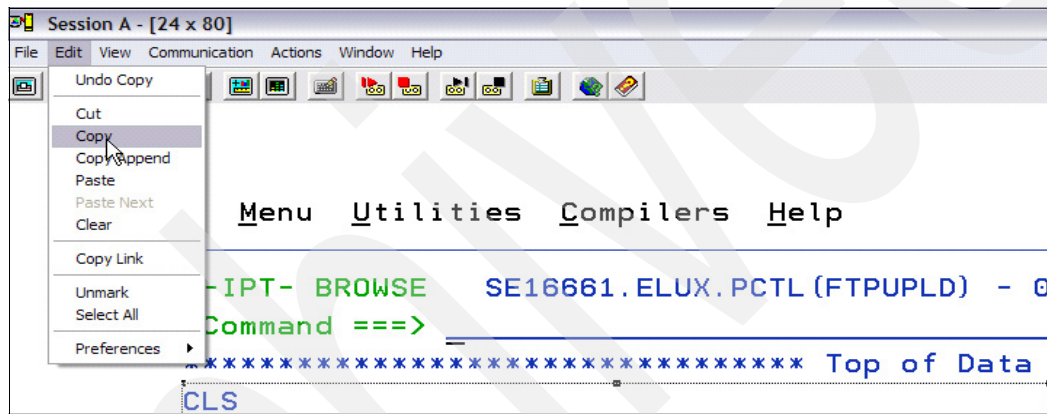 Session A - [24 x 80]
File Edit View Communication Actions Window Help
Undo Copy
Cut
Copy
Copy Append
Paste
Paste Next
Clear
Copy Link
Unmark
Select All
Preferences
Menu Utilities Compilers Help
-IPT- BROWSE SE16661.ELUX.PCTL(FTPUPLD) - 0
Command ===>
********************************* Top of Data
CLS